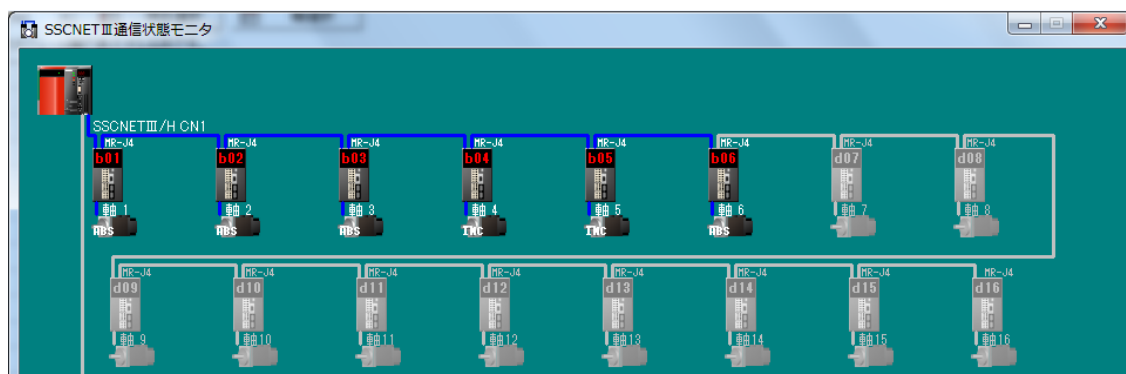 SSCNETⅢ通信状態モニタ
SSCNETⅢ/H CN1
MR-J4 MR-J4 MR-J4 MR-J4 MR-J4 MR-J4 MR-J4 MR-J4
b01 b02 b03 b04 b05 b06 d07 d08
軸 1 軸 2 軸 3 軸 4 軸 5 軸 6 軸 7 軸 8
ABS ABS ABS INC INC ABS
MR-J4 MR-J4 MR-J4 MR-J4 MR-J4 MR-J4 MR-J4 MR-J4
d09 d10 d11 d12 d13 d14 d15 d16
軸 9 軸10 軸11 軸12 軸13 軸14 軸15 軸16